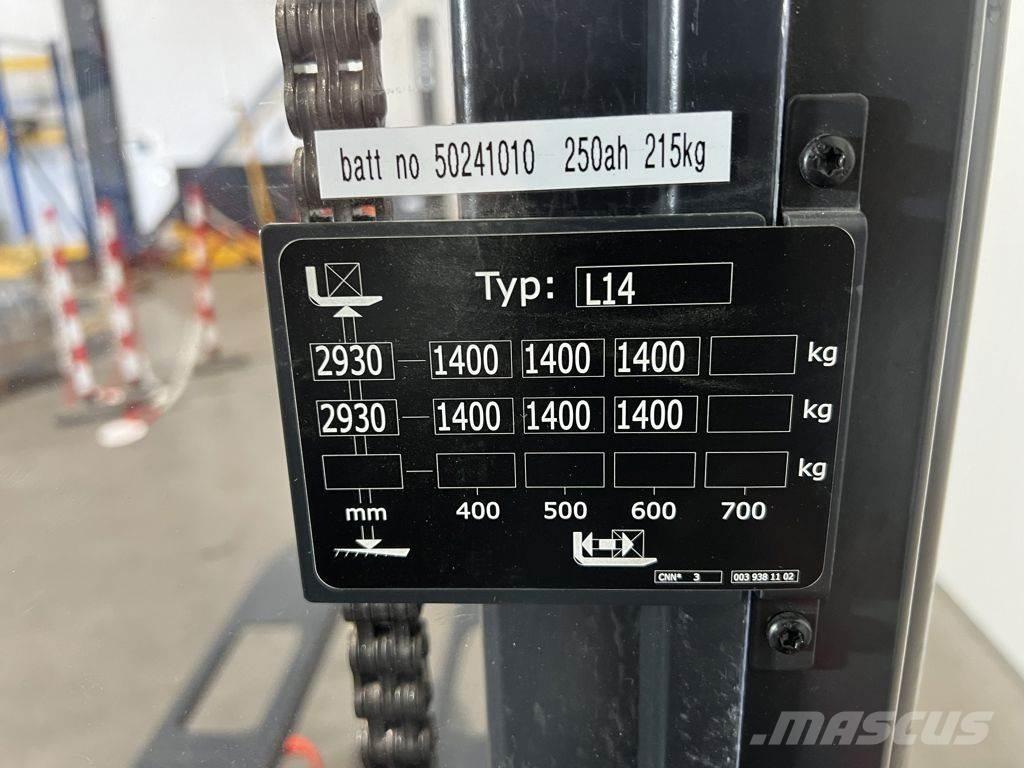 batt no 50241010 250ah 215kg
Typ: L14
2930 1400 1400 1400 kg
2930 1400 1400 1400 kg
kg
mm 400 500 600 700
CNN* 3 003 938 11 02
MASCUS